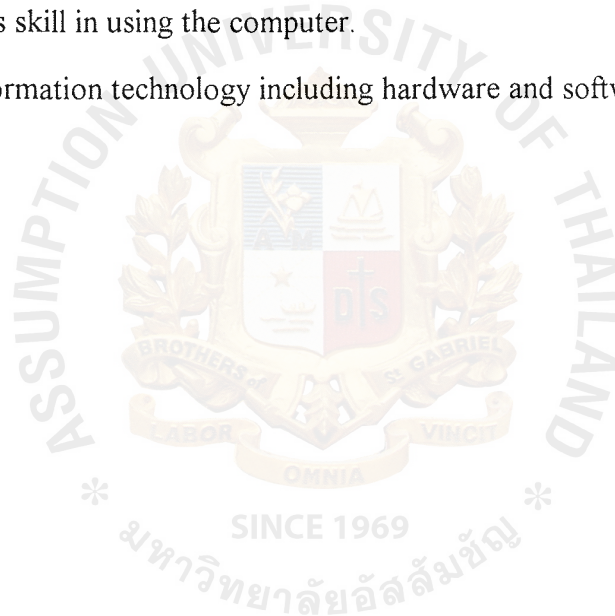 s skill in using the computer.
ormation technology including hardware and softw
ASSUMPTION UNIVERSITY OF THAILAND
A M
D S
BROTHERS of St GABRIEL
LABOR
OMNIA
VINCIT
* SINCE 1969 *
มหาวิทยาลัยอัสสัมชัญ